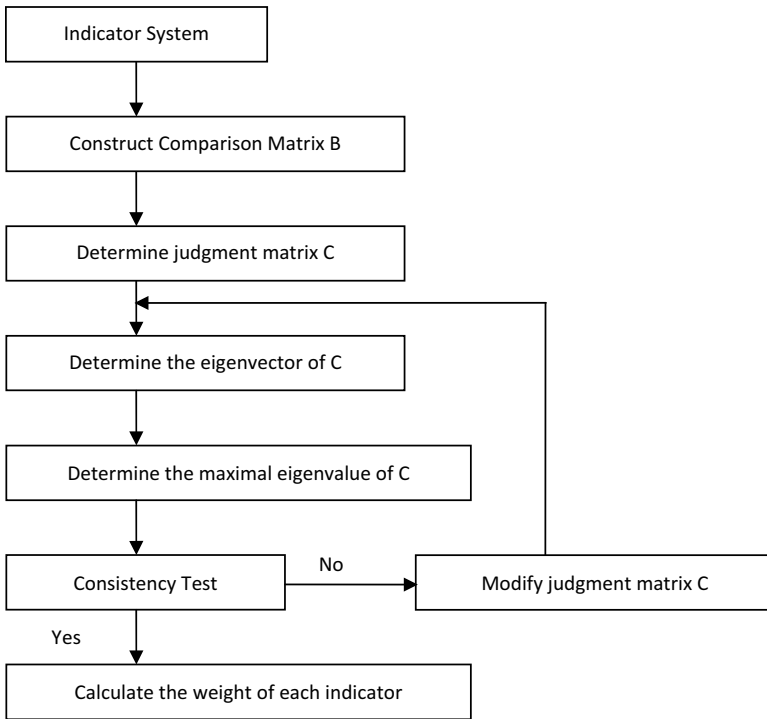 Indicator System
Construct Comparison Matrix B
Determine judgment matrix C
Determine the eigenvector of C
Determine the maximal eigenvalue of C
Consistency Test
No
Modify judgment matrix C
Yes
Calculate the weight of each indicator